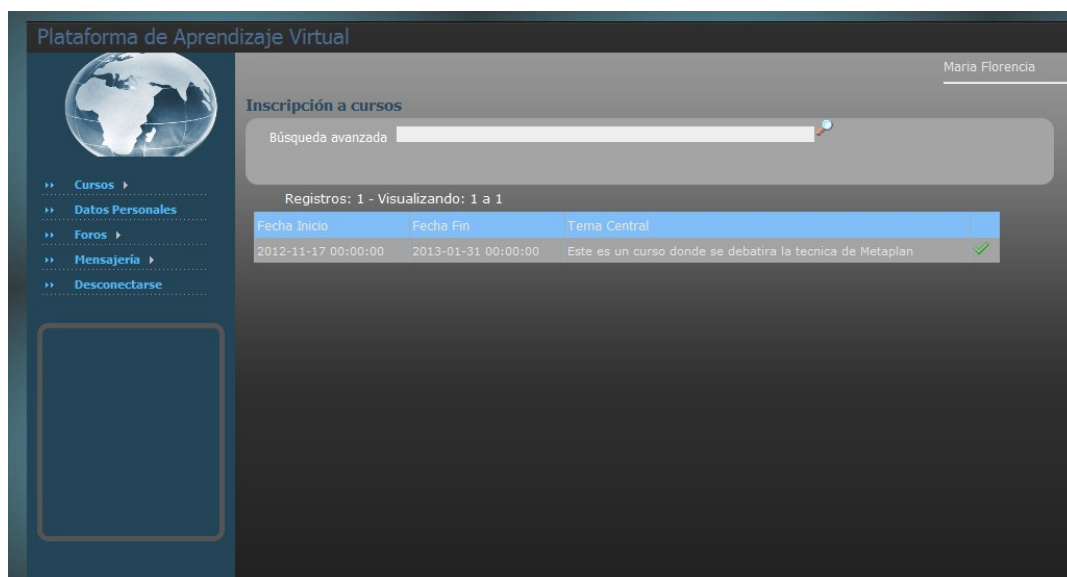 Plataforma de Aprendizaje Virtual
Maria Florencia
Inscripción a cursos
Búsqueda avanzada
Cursos
Datos Personales
Foros
Mensajería
Desconectarse
Registros: 1 - Visualizando: 1 a 1
Fecha Inicio Fecha Fin Tema Central
2012-11-17 00:00:00 2013-01-31 00:00:00 Este es un curso donde se debatira la tecnica de Metaplan